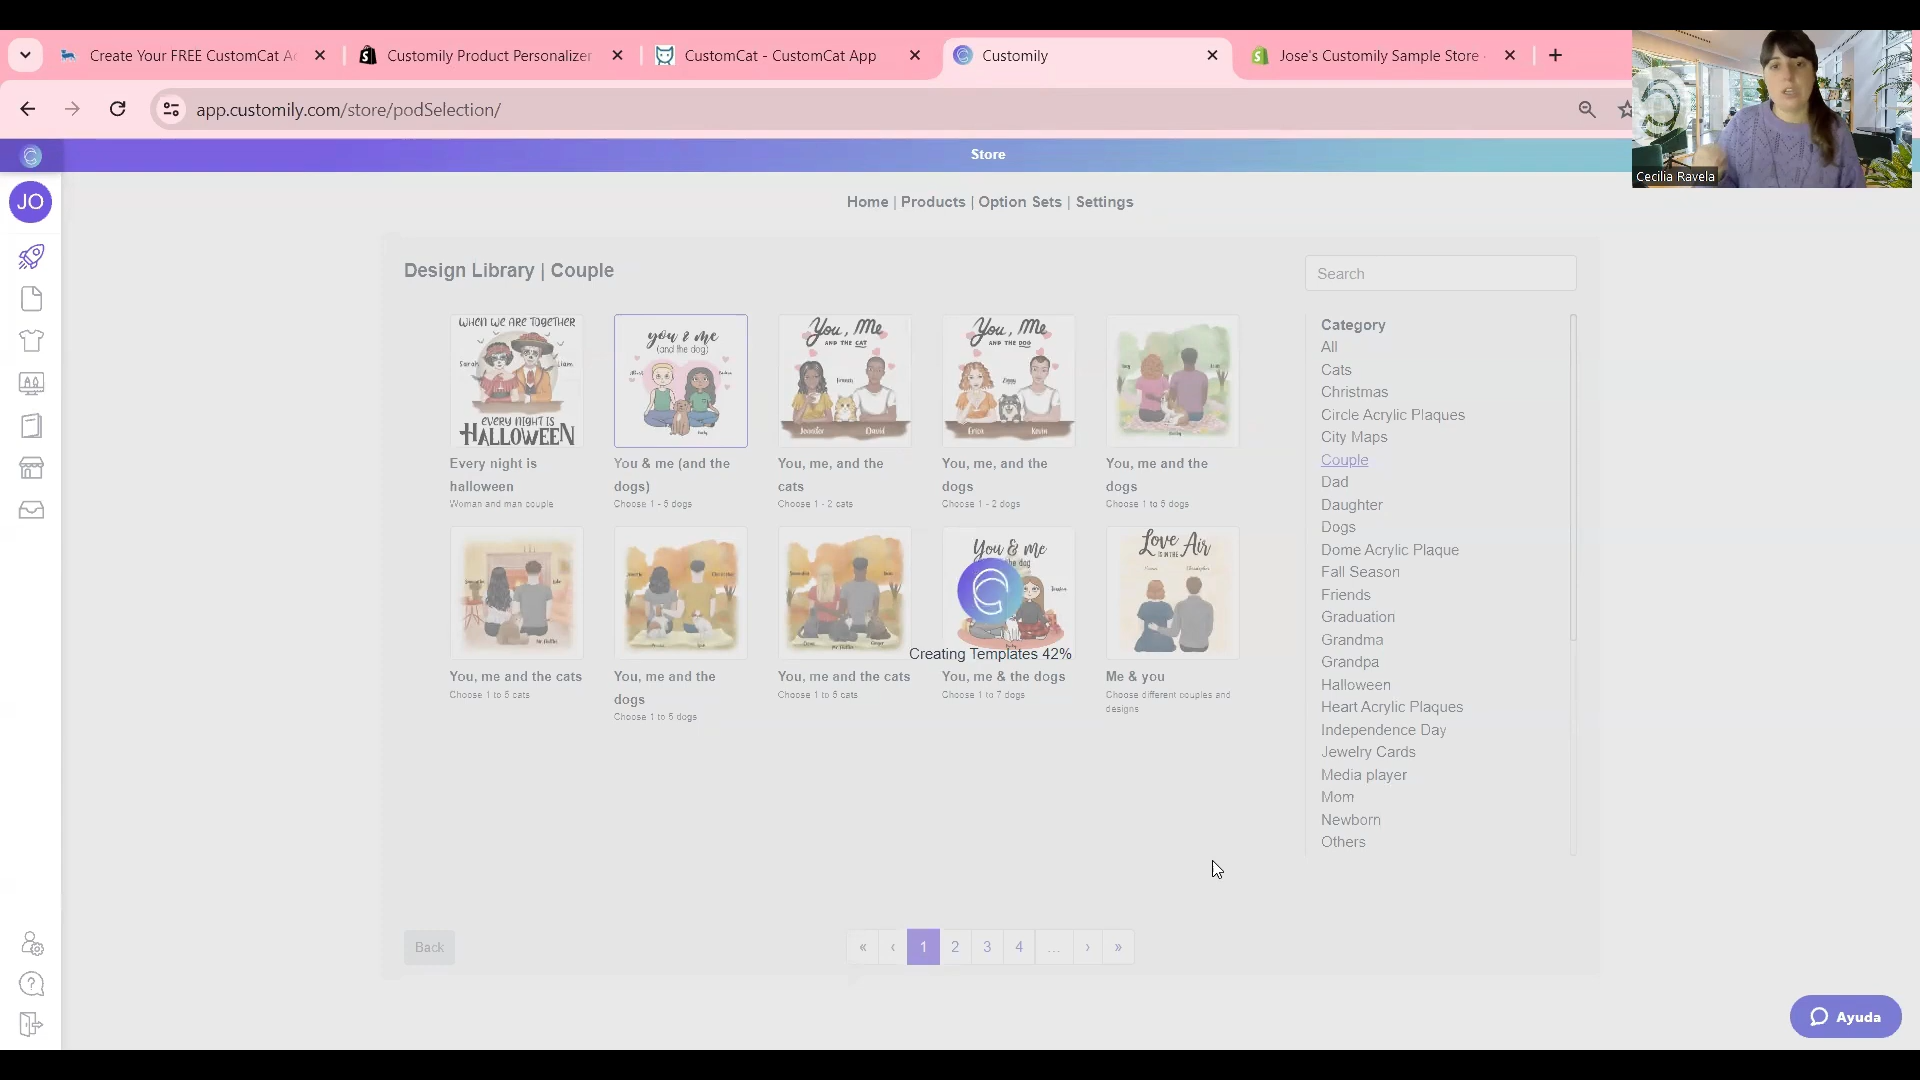 Create Your FREE CustomCat Ac
Customily Product Personalizer
CustomCat - CustomCat App
Customily
Jose's Customily Sample Store
app.customily.com/store/podSelection/
Cecilia Ravela
Store
JO
Home | Products | Option Sets | Settings
Design Library | Couple
Search
WHEN WE ARE TOGETHER
Sarah
Liam
EVERY NIGHT IS
HALLOWEEN
you & me
(and the dog)
You, Me
AND THE CAT
Jennifer
David
You, Me
AND THE DOG
Erica
Kevin
Every night is
halloween
Woman and man couple
You & me (and the
dogs)
Choose 1 - 5 dogs
You, me, and the
cats
Choose 1 - 2 cats
You, me, and the
dogs
Choose 1 - 2 dogs
You, me and the
dogs
Choose 1 to 5 dogs
You & me
the dog
Love
IS IN THE
Air
Creating Templates 42%
You, me and the cats
Choose 1 to 5 cats
You, me and the
dogs
Choose 1 to 5 dogs
You, me and the cats
Choose 1 to 5 cats
You, me & the dogs
Choose 1 to 7 dogs
Me & you
Choose different couples and
designs
Category
All
Cats
Christmas
Circle Acrylic Plaques
City Maps
Couple
Dad
Daughter
Dogs
Dome Acrylic Plaque
Fall Season
Friends
Graduation
Grandma
Grandpa
Halloween
Heart Acrylic Plaques
Independence Day
Jewelry Cards
Media player
Mom
Newborn
Others
Back
« ‹ 1 2 3 4 ... › »
Ayuda